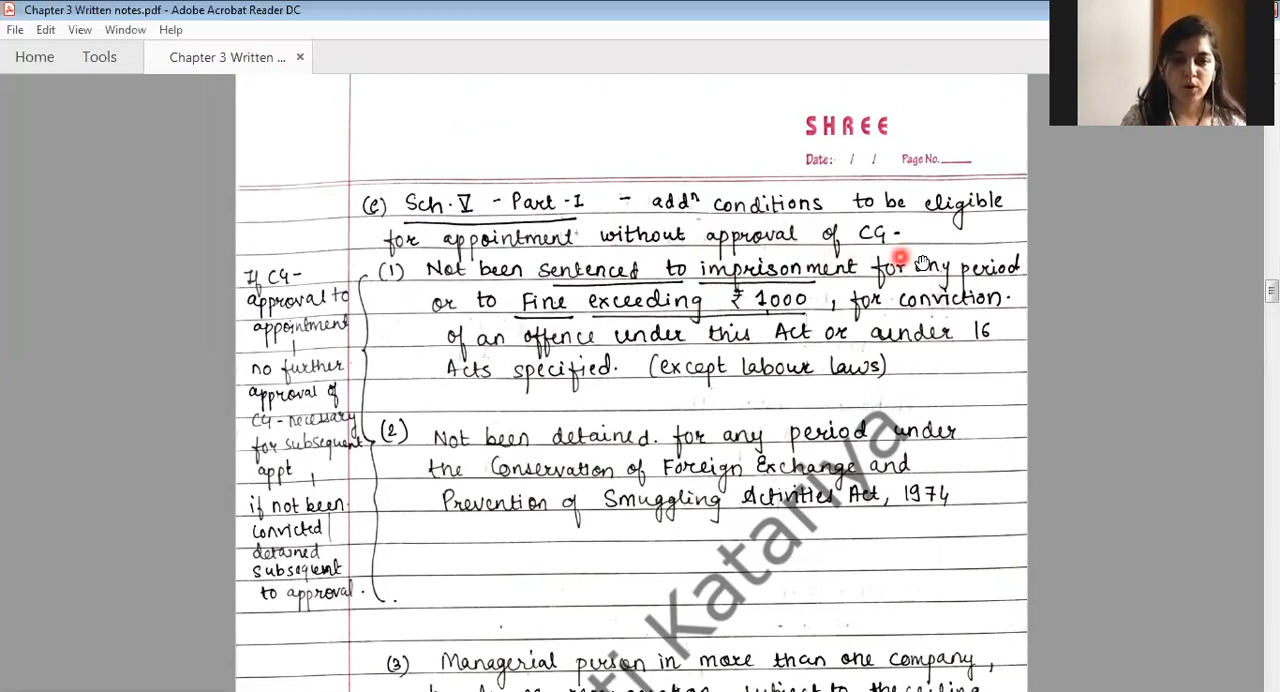 Chapter 3 Written notes.pdf - Adobe Acrobat Reader DC
File Edit View Window Help
Home Tools Chapter 3 Written ... ×
SHREE
Date: / / Page No.
(c) Sch. V - Part - I - addn conditions to be eligible
for appointment without approval of CG -
(1) Not been sentenced to imprisonment for any period
or to Fine exceeding ₹ 1000, for conviction.
of an offence under this Act or aunder 16
Acts specified. (except labour laws)
(2) Not been detained. for any period under
the Conservation of Foreign Exchange and
Prevention of Smuggling Activities Act, 1974
If CG -
approval to
appointment
no further
approval of
CG - necessary
for subsequent
appt
if not been
convicted
detained
subsequent
to approval.
(3) Managerial person in more than one company,
subject to the ceiling
Katariya